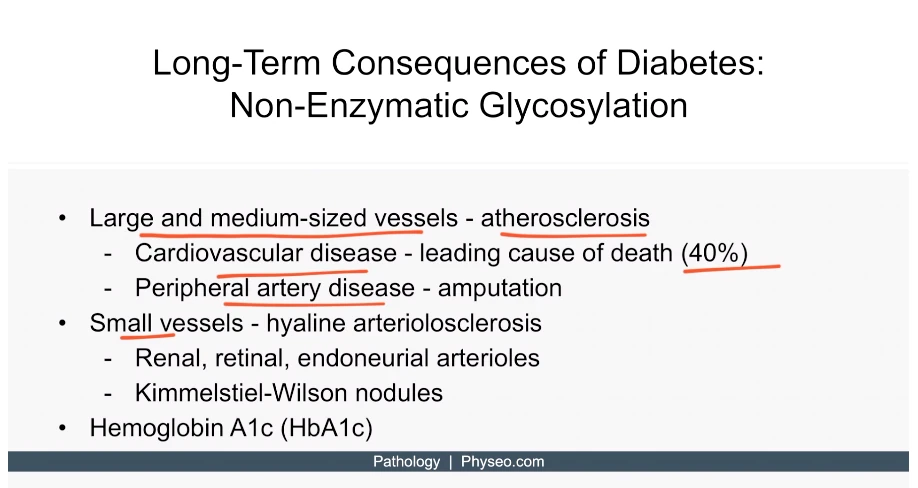 Long-Term Consequences of Diabetes:
Non-Enzymatic Glycosylation
• Large and medium-sized vessels - atherosclerosis
- Cardiovascular disease - leading cause of death (40%)
- Peripheral artery disease - amputation
• Small vessels - hyaline arteriolosclerosis
- Renal, retinal, endoneurial arterioles
- Kimmelstiel-Wilson nodules
• Hemoglobin A1c (HbA1c)
Pathology | Physeo.com